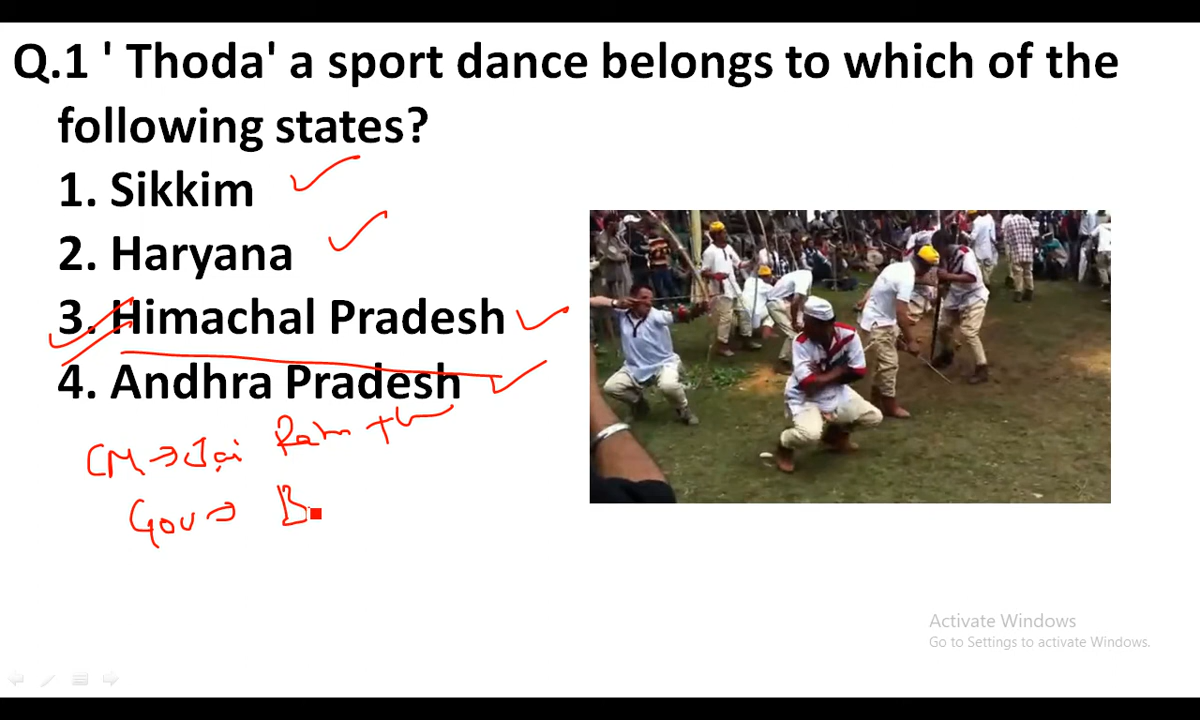 Q.1 ' Thoda' a sport dance belongs to which of the
following states?
1. Sikkim
2. Haryana
3. Himachal Pradesh
4. Andhra Pradesh
CM → Jai Ram
Gov → B
Activate Windows
Go to Settings to activate Windows.